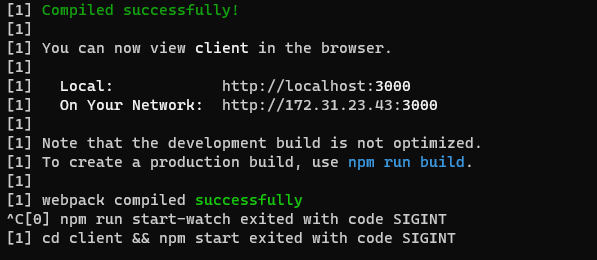 [1] Compiled successfully!
[1]
[1] You can now view client in the browser.
[1]
[1]   Local:            http://localhost:3000
[1]   On Your Network:  http://172.31.23.43:3000
[1]
[1] Note that the development build is not optimized.
[1] To create a production build, use npm run build.
[1]
[1] webpack compiled successfully
^C[0] npm run start-watch exited with code SIGINT
[1] cd client && npm start exited with code SIGINT